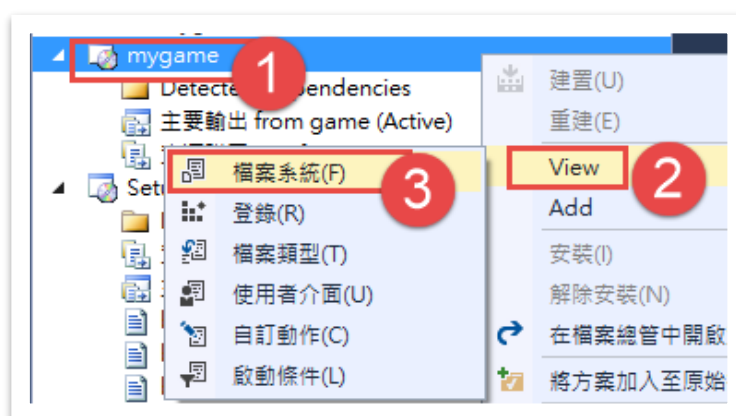 mygame
1
Detecte
endencies
主要輸出 from game (Active)
Set
檔案系統(F)
3
登錄(R)
檔案類型(T)
使用者介面(U)
自訂動作(C)
啟動條件(L)
建置(U)
重建(E)
View
2
Add
安裝(I)
解除安裝(N)
在檔案總管中開啟
將方案加入至原始